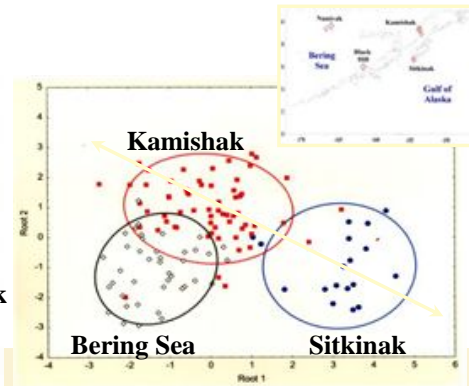 Nunivak
Kamishak
Bering
Sea
Black
Hill
Sitkinak
Gulf of
Alaska
Kamishak
Bering Sea
Sitkinak
Root 2
5
4
3
2
1
0
-1
-2
-3
-4
-4
-3
-2
-1
0
1
2
3
4
5
6
Root 1
k